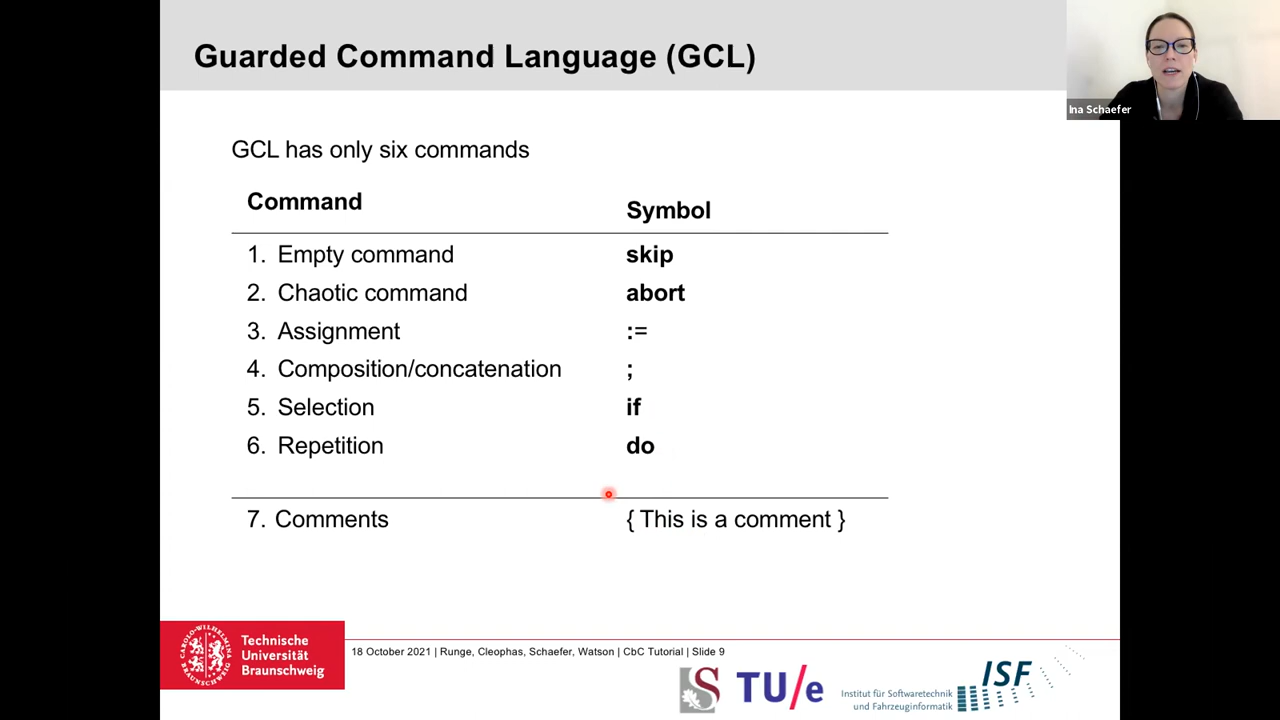 Guarded Command Language (GCL)
Ina Schaefer
GCL has only six commands
Command Symbol
1. Empty command skip
2. Chaotic command abort
3. Assignment :=
4. Composition/concatenation ;
5. Selection if
6. Repetition do
7. Comments { This is a comment }
CAROLO-WILHELMINA
BRAUNSCHWEIG
Technische
Universität
Braunschweig
18 October 2021 | Runge, Cleophas, Schaefer, Watson | CbC Tutorial | Slide 9
S
TU/e
Institut für Softwaretechnik
und Fahrzeuginformatik
ISF